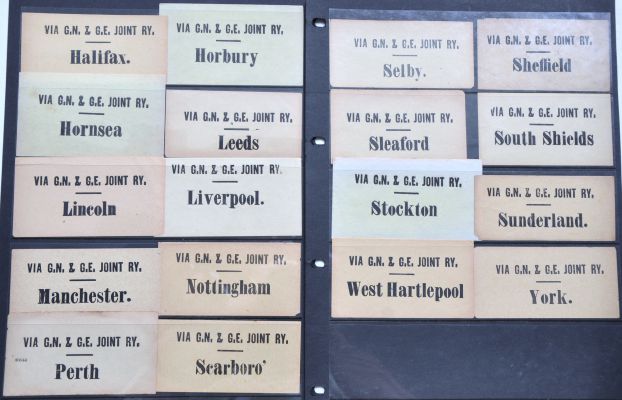 VIA G.N. & G.E. JOINT RY.
Halifax.
VIA G.N. & G.E. JOINT RY.
Horbury
VIA G.N. & G.E. JOINT RY.
Hornsea
VIA G.N. & G.E. JOINT RY.
Leeds
VIA G.N. & G.E. JOINT RY.
Lincoln
VIA G.N. & G.E. JOINT RY.
Liverpool.
VIA G.N. & G.E. JOINT RY.
Manchester.
VIA G.N. & G.E. JOINT RY.
Nottingham
VIA G.N. & G.E. JOINT RY.
Perth
VIA G.N. & G.E. JOINT RY.
Scarboro'
VIA G.N. & G.E. JOINT RY.
Selby.
VIA G.N. & G.E. JOINT RY.
Sheffield
VIA G.N. & G.E. JOINT RY.
Sleaford
VIA G.N. & G.E. JOINT RY.
South Shields
VIA G.N. & G.E. JOINT RY.
Stockton
VIA G.N. & G.E. JOINT RY.
Sunderland.
VIA G.N. & G.E. JOINT RY.
West Hartlepool
VIA G.N. & G.E. JOINT RY.
York.